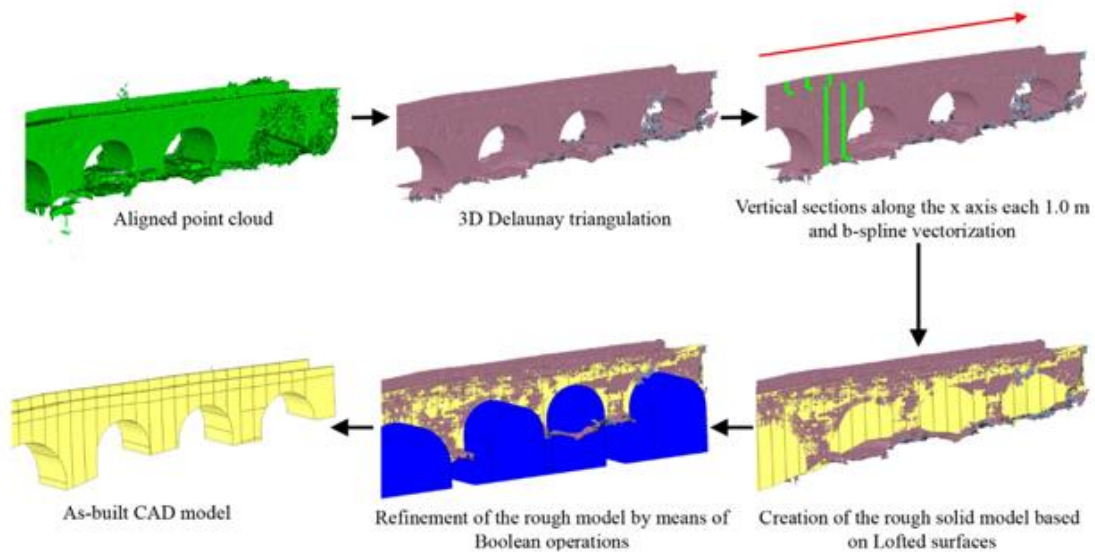 Aligned point cloud
3D Delaunay triangulation
Vertical sections along the x axis each 1.0 m
and b-spline vectorization
As-built CAD model
Refinement of the rough model by means of
Boolean operations
Creation of the rough solid model based
on Lofted surfaces